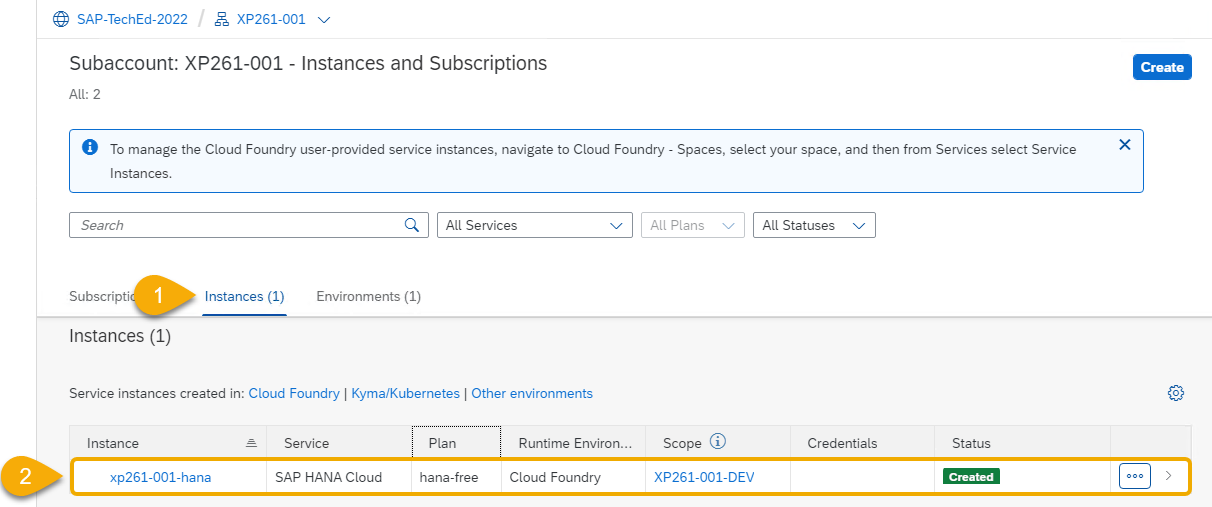 SAP-TechEd-2022 / XP261-001
Subaccount: XP261-001 - Instances and Subscriptions
Create
All: 2
To manage the Cloud Foundry user-provided service instances, navigate to Cloud Foundry - Spaces, select your space, and then from Services select Service
Instances.
Search All Services All Plans All Statuses
1 Instances (1) Environments (1)
Instances (1)
Service instances created in: Cloud Foundry | Kyma/Kubernetes | Other environments
Instance Service Plan Runtime Environ... Scope Credentials Status
2 xp261-001-hana SAP HANA Cloud hana-free Cloud Foundry XP261-001-DEV Created